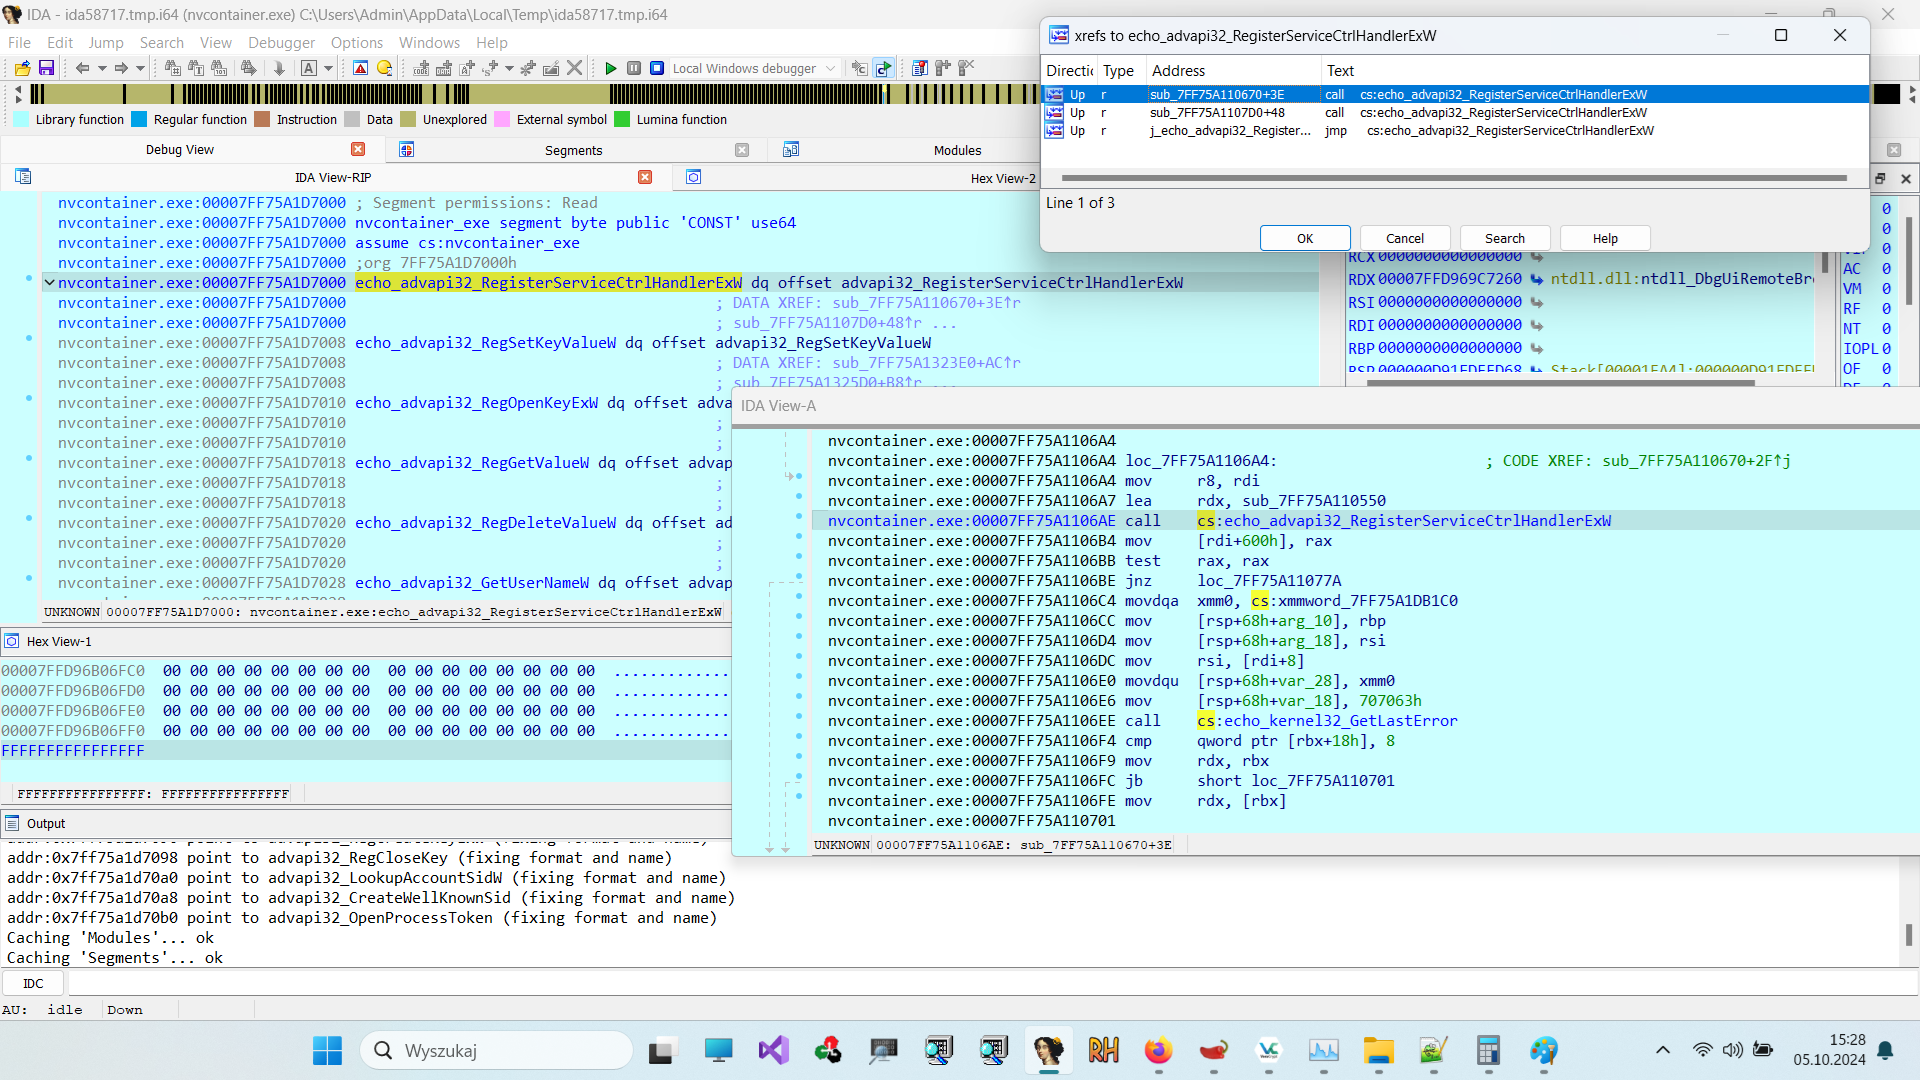 IDA - ida58717.tmp.i64 (nvcontainer.exe) C:\Users\Admin\AppData\Local\Temp\ida58717.tmp.i64
File Edit Jump Search View Debugger Options Windows Help
Local Windows debugger
Library function Regular function Instruction Data Unexplored External symbol Lumina function
Debug View Segments Modules
IDA View-RIP Hex View-2
nvcontainer.exe:00007FF75A1D7000 ; Segment permissions: Read
nvcontainer.exe:00007FF75A1D7000 nvcontainer_exe segment byte public 'CONST' use64
nvcontainer.exe:00007FF75A1D7000 assume cs:nvcontainer_exe
nvcontainer.exe:00007FF75A1D7000 ;org 7FF75A1D7000h
nvcontainer.exe:00007FF75A1D7000 echo_advapi32_RegisterServiceCtrlHandlerExW dq offset advapi32_RegisterServiceCtrlHandlerExW
nvcontainer.exe:00007FF75A1D7000 ; DATA XREF: sub_7FF75A110670+3E↑r
nvcontainer.exe:00007FF75A1D7000 ; sub_7FF75A1107D0+48↑r ...
nvcontainer.exe:00007FF75A1D7008 echo_advapi32_RegSetKeyValueW dq offset advapi32_RegSetKeyValueW
nvcontainer.exe:00007FF75A1D7008 ; DATA XREF: sub_7FF75A1323E0+AC↑r
nvcontainer.exe:00007FF75A1D7008 ; sub_7FF75A1325D0+B8↑r ...
nvcontainer.exe:00007FF75A1D7010 echo_advapi32_RegOpenKeyExW dq offset adva
nvcontainer.exe:00007FF75A1D7010 ;
nvcontainer.exe:00007FF75A1D7010 ;
nvcontainer.exe:00007FF75A1D7018 echo_advapi32_RegGetValueW dq offset advap
nvcontainer.exe:00007FF75A1D7018 ;
nvcontainer.exe:00007FF75A1D7018 ;
nvcontainer.exe:00007FF75A1D7020 echo_advapi32_RegDeleteValueW dq offset ad
nvcontainer.exe:00007FF75A1D7020 ;
nvcontainer.exe:00007FF75A1D7020 ;
nvcontainer.exe:00007FF75A1D7028 echo_advapi32_GetUserNameW dq offset advap
UNKNOWN 00007FF75A1D7000: nvcontainer.exe:echo_advapi32_RegisterServiceCtrlHandlerExW
xrefs to echo_advapi32_RegisterServiceCtrlHandlerExW
Directic Type Address Text
Up r sub_7FF75A110670+3E call cs:echo_advapi32_RegisterServiceCtrlHandlerExW
Up r sub_7FF75A1107D0+48 call cs:echo_advapi32_RegisterServiceCtrlHandlerExW
Up r j_echo_advapi32_Register... jmp cs:echo_advapi32_RegisterServiceCtrlHandlerExW
Line 1 of 3
OK Cancel Search Help
RCX 0000000000000000
RDX 00007FFD969C7260 ntdll.dll:ntdll_DbgUiRemoteBr
RSI 0000000000000000
RDI 0000000000000000
RBP 0000000000000000
0
0
AC 0
VM 0
RF 0
NT 0
IOPL 0
OF 0
IDA View-A
nvcontainer.exe:00007FF75A1106A4
nvcontainer.exe:00007FF75A1106A4 loc_7FF75A1106A4: ; CODE XREF: sub_7FF75A110670+2F↑j
nvcontainer.exe:00007FF75A1106A4 mov r8, rdi
nvcontainer.exe:00007FF75A1106A7 lea rdx, sub_7FF75A110550
nvcontainer.exe:00007FF75A1106AE call cs:echo_advapi32_RegisterServiceCtrlHandlerExW
nvcontainer.exe:00007FF75A1106B4 mov [rdi+600h], rax
nvcontainer.exe:00007FF75A1106BB test rax, rax
nvcontainer.exe:00007FF75A1106BE jnz loc_7FF75A11077A
nvcontainer.exe:00007FF75A1106C4 movdqa xmm0, cs:xmmword_7FF75A1DB1C0
nvcontainer.exe:00007FF75A1106CC mov [rsp+68h+arg_10], rbp
nvcontainer.exe:00007FF75A1106D4 mov [rsp+68h+arg_18], rsi
nvcontainer.exe:00007FF75A1106DC mov rsi, [rdi+8]
nvcontainer.exe:00007FF75A1106E0 movdqu [rsp+68h+var_28], xmm0
nvcontainer.exe:00007FF75A1106E6 mov [rsp+68h+var_18], 707063h
nvcontainer.exe:00007FF75A1106EE call cs:echo_kernel32_GetLastError
nvcontainer.exe:00007FF75A1106F4 cmp qword ptr [rbx+18h], 8
nvcontainer.exe:00007FF75A1106F9 mov rdx, rbx
nvcontainer.exe:00007FF75A1106FC jb short loc_7FF75A110701
nvcontainer.exe:00007FF75A1106FE mov rdx, [rbx]
nvcontainer.exe:00007FF75A110701
UNKNOWN 00007FF75A1106AE: sub_7FF75A110670+3E
Hex View-1
00007FFD96B06FC0 00 00 00 00 00 00 00 00 00 00 00 00 00 00 00 00 .............
00007FFD96B06FD0 00 00 00 00 00 00 00 00 00 00 00 00 00 00 00 00 .............
00007FFD96B06FE0 00 00 00 00 00 00 00 00 00 00 00 00 00 00 00 00 .............
00007FFD96B06FF0 00 00 00 00 00 00 00 00 00 00 00 00 00 00 00 00 .............
FFFFFFFFFFFFFFFF
FFFFFFFFFFFFFFFF: FFFFFFFFFFFFFFFF
Output
addr:0x7ff75a1d7098 point to advapi32_RegCloseKey (fixing format and name)
addr:0x7ff75a1d70a0 point to advapi32_LookupAccountSidW (fixing format and name)
addr:0x7ff75a1d70a8 point to advapi32_CreateWellKnownSid (fixing format and name)
addr:0x7ff75a1d70b0 point to advapi32_OpenProcessToken (fixing format and name)
Caching 'Modules'... ok
Caching 'Segments'... ok
IDC
AU: idle Down
Wyszukaj
RH
15:28
05.10.2024